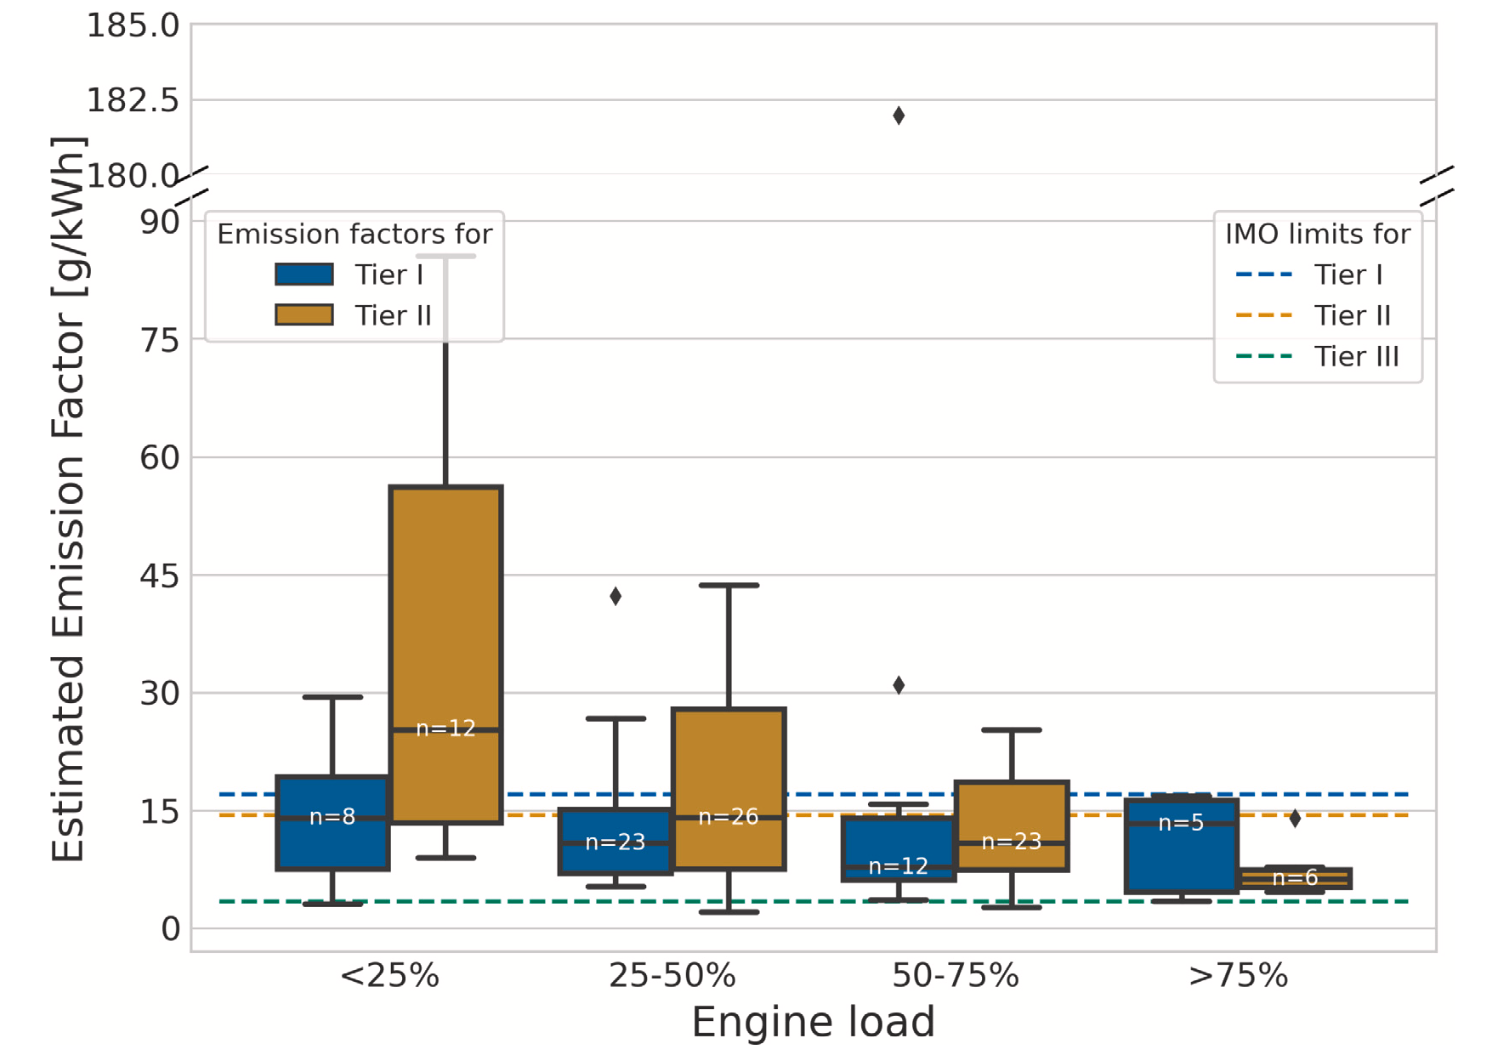 185.0
182.5
180.0
90
75
60
45
30
15
0
Estimated Emission Factor [g/kWh]
Emission factors for
Tier I
Tier II
IMO limits for
Tier I
Tier II
Tier III
n=8
n=12
n=23
n=26
n=12
n=23
n=5
n=6
<25%
25-50%
50-75%
>75%
Engine load